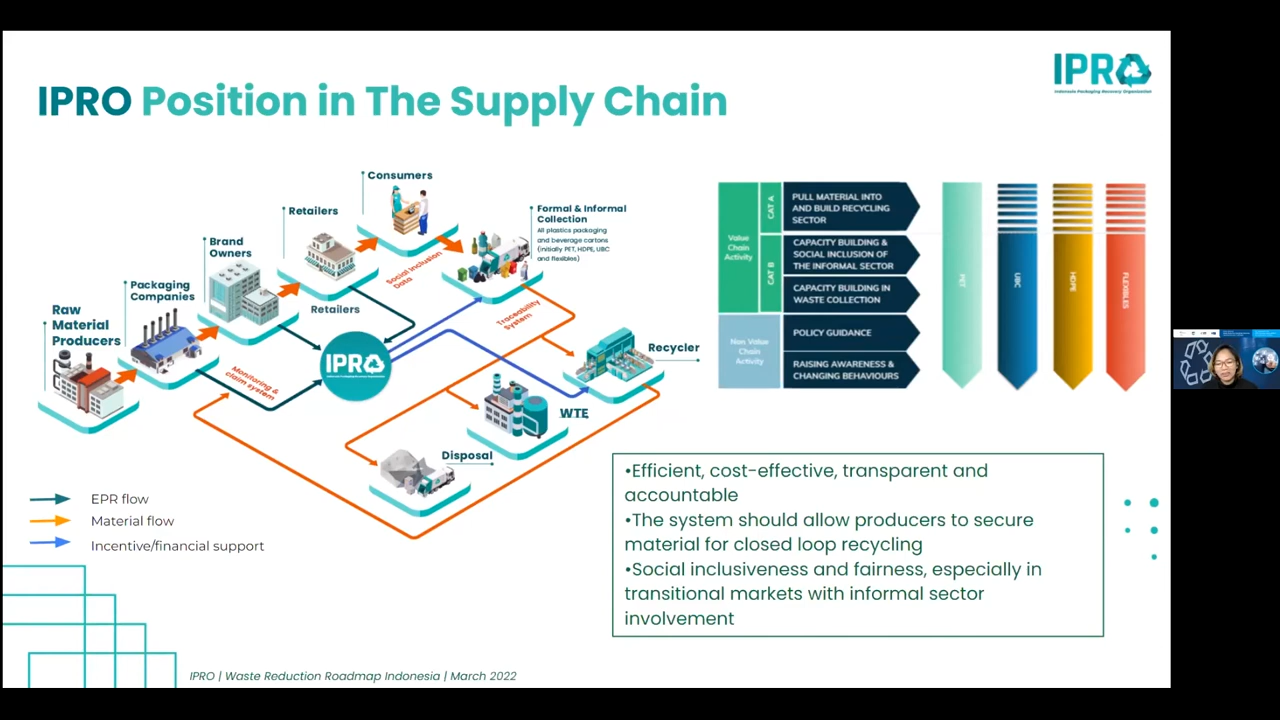 IPRO
Indonesia Packaging Recovery Organization
IPRO Position in The Supply Chain
Consumers
Retailers
Formal & Informal
Collection
All plastics packaging
and beverage cartons
(initially PET, HDPE, UBC
and flexibles)
Brand
Owners
Packaging
Companies
Raw
Material
Producers
Social Inclusion
Data
Retailers
Traceability
System
IPRO
Monitoring &
claim system
Recycler
WTE
Disposal
EPR flow
Material flow
Incentive/financial support
Value
Chain
Activity
CAT A
CAT B
PULL MATERIAL INTO
AND BUILD RECYCLING
SECTOR
CAPACITY BUILDING &
SOCIAL INCLUSION OF
THE INFORMAL SECTOR
CAPACITY BUILDING IN
WASTE COLLECTION
Non Value
Chain
Activity
POLICY GUIDANCE
RAISING AWARENESS &
CHANGING BEHAVIOURS
PET
UBC
HDPE
FLEXIBLES
•Efficient, cost-effective, transparent and
accountable
•The system should allow producers to secure
material for closed loop recycling
•Social inclusiveness and fairness, especially in
transitional markets with informal sector
involvement
IPRO | Waste Reduction Roadmap Indonesia | March 2022